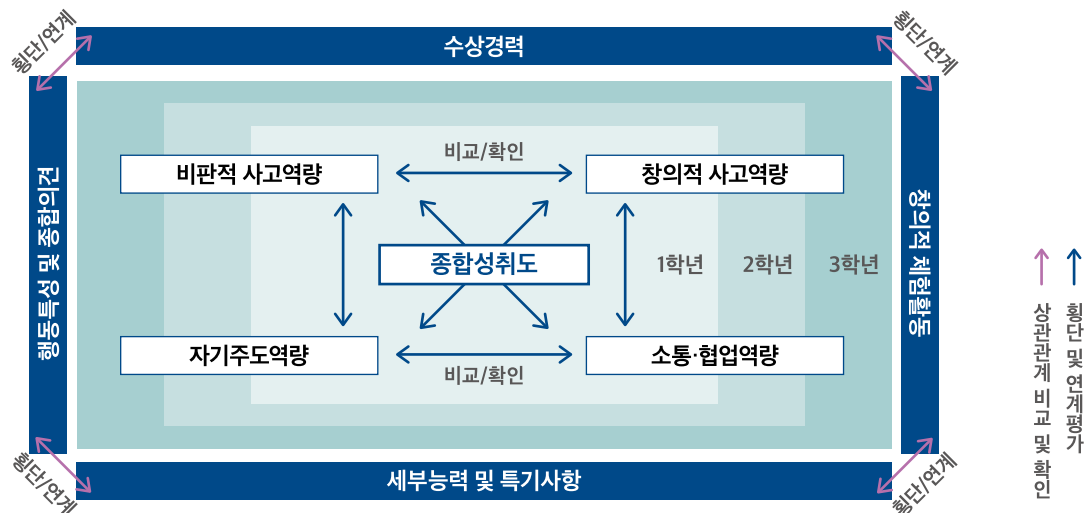 횡단/연계
수상경력
횡단/연계
행동특성 및 종합의견
비판적 사고역량
비교/확인
창의적 사고역량
종합성취도
1학년
2학년
3학년
창의적 체험활동
자기주도역량
비교/확인
소통·협업역량
횡단/연계
세부능력 및 특기사항
횡단/연계
상관관계 비교 및 확인
횡단 및 연계평가